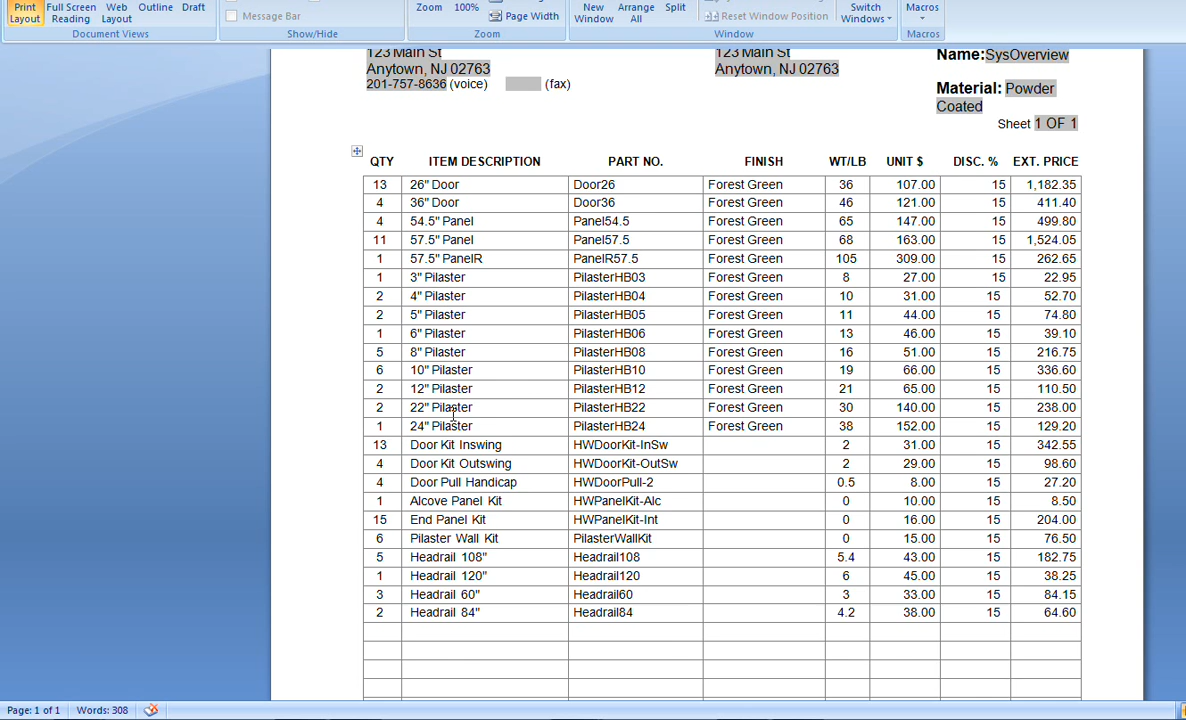 Print Layout Full Screen Reading Web Layout Outline Draft Message Bar Zoom 100% Page Width New Window Arrange All Split Reset Window Position Switch Windows Macros
Document Views Show/Hide Zoom Window Macros
123 Main St 123 Main St Name:SysOverview
Anytown, NJ 02763 Anytown, NJ 02763
201-757-8636 (voice) (fax) Material: Powder
Coated
Sheet 1 OF 1
QTY ITEM DESCRIPTION PART NO. FINISH WT/LB UNIT $ DISC. % EXT. PRICE
13 26" Door Door26 Forest Green 36 107.00 15 1,182.35
4 36" Door Door36 Forest Green 46 121.00 15 411.40
4 54.5" Panel Panel54.5 Forest Green 65 147.00 15 499.80
11 57.5" Panel Panel57.5 Forest Green 68 163.00 15 1,524.05
1 57.5" PanelR PanelR57.5 Forest Green 105 309.00 15 262.65
1 3" Pilaster PilasterHB03 Forest Green 8 27.00 15 22.95
2 4" Pilaster PilasterHB04 Forest Green 10 31.00 15 52.70
2 5" Pilaster PilasterHB05 Forest Green 11 44.00 15 74.80
1 6" Pilaster PilasterHB06 Forest Green 13 46.00 15 39.10
5 8" Pilaster PilasterHB08 Forest Green 16 51.00 15 216.75
6 10" Pilaster PilasterHB10 Forest Green 19 66.00 15 336.60
2 12" Pilaster PilasterHB12 Forest Green 21 65.00 15 110.50
2 22" Pilaster PilasterHB22 Forest Green 30 140.00 15 238.00
1 24" Pilaster PilasterHB24 Forest Green 38 152.00 15 129.20
13 Door Kit Inswing HWDoorKit-InSw 2 31.00 15 342.55
4 Door Kit Outswing HWDoorKit-OutSw 2 29.00 15 98.60
4 Door Pull Handicap HWDoorPull-2 0.5 8.00 15 27.20
1 Alcove Panel Kit HWPanelKit-Alc 0 10.00 15 8.50
15 End Panel Kit HWPanelKit-Int 0 16.00 15 204.00
6 Pilaster Wall Kit PilasterWallKit 0 15.00 15 76.50
5 Headrail 108" Headrail108 5.4 43.00 15 182.75
1 Headrail 120" Headrail120 6 45.00 15 38.25
3 Headrail 60" Headrail60 3 33.00 15 84.15
2 Headrail 84" Headrail84 4.2 38.00 15 64.60
Page: 1 of 1 Words: 308